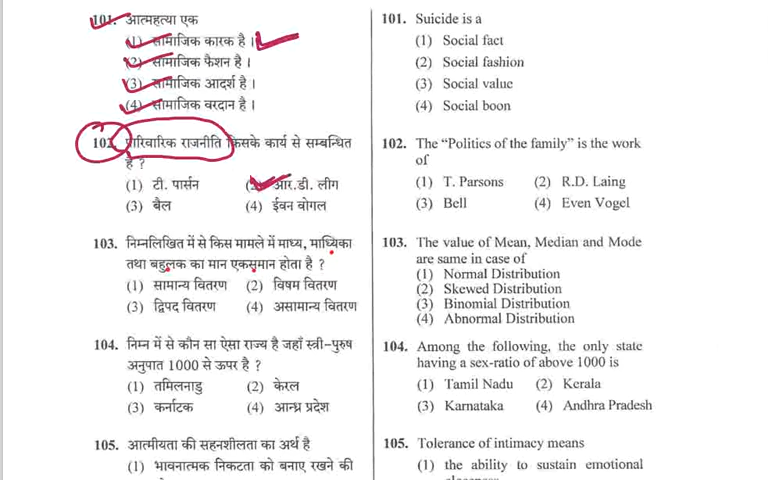 101. आत्महत्या एक
(1) सामाजिक कारक है ।
(2) सामाजिक फैशन है ।
(3) सामाजिक आदर्श है ।
(4) सामाजिक वरदान है ।
102. पारिवारिक राजनीति किसके कार्य से सम्बन्धित
है ?
(1) टी. पार्सन (2) आर.डी. लीग
(3) बैल (4) ईवन वोगल
103. निम्नलिखित में से किस मामले में माध्य, माध्यिका
तथा बहुलक का मान एकसमान होता है ?
(1) सामान्य वितरण (2) विषम वितरण
(3) द्विपद वितरण (4) असामान्य वितरण
104. निम्न में से कौन सा ऐसा राज्य है जहाँ स्त्री-पुरुष
अनुपात 1000 से ऊपर है ?
(1) तमिलनाडु (2) केरल
(3) कर्नाटक (4) आन्ध्र प्रदेश
105. आत्मीयता की सहनशीलता का अर्थ है
(1) भावनात्मक निकटता को बनाए रखने की
101. Suicide is a
(1) Social fact
(2) Social fashion
(3) Social value
(4) Social boon
102. The “Politics of the family” is the work
of
(1) T. Parsons (2) R.D. Laing
(3) Bell (4) Even Vogel
103. The value of Mean, Median and Mode
are same in case of
(1) Normal Distribution
(2) Skewed Distribution
(3) Binomial Distribution
(4) Abnormal Distribution
104. Among the following, the only state
having a sex-ratio of above 1000 is
(1) Tamil Nadu (2) Kerala
(3) Karnataka (4) Andhra Pradesh
105. Tolerance of intimacy means
(1) the ability to sustain emotional